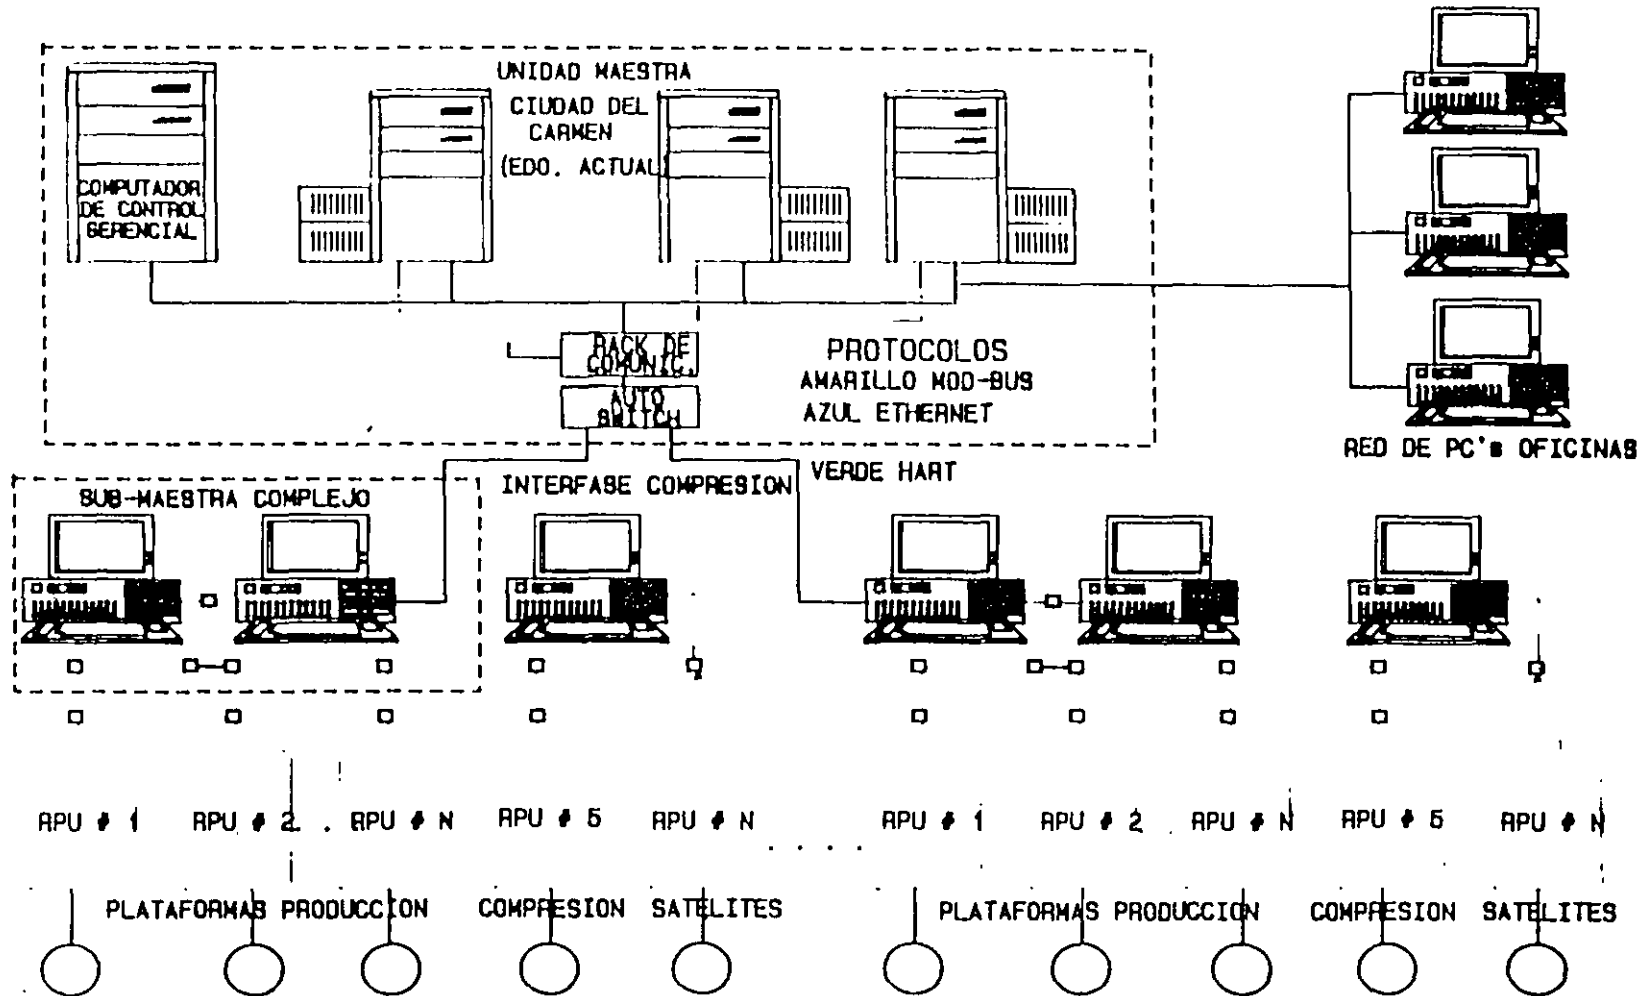 UNIDAD MAESTRA
CIUDAD DEL
CARMEN
(EDO. ACTUAL
COMPUTADOR
DE CONTROL
GERENCIAL
RACK DE
COMUNIC.
AUTO
SWITCH
PROTOCOLOS
AMARILLO MOD-BUS
AZUL ETHERNET
VERDE HART
RED DE PC's OFICINAS
SUB-MAESTRA COMPLEJO
INTERFASE COMPRESION
RPU # 1 RPU # 2 . RPU # N RPU # 5 RPU # N RPU # 1 RPU # 2 RPU # N RPU # 5 RPU # N
. . . .
PLATAFORMAS PRODUCCION COMPRESION SATELITES PLATAFORMAS PRODUCCION COMPRESION SATELITES